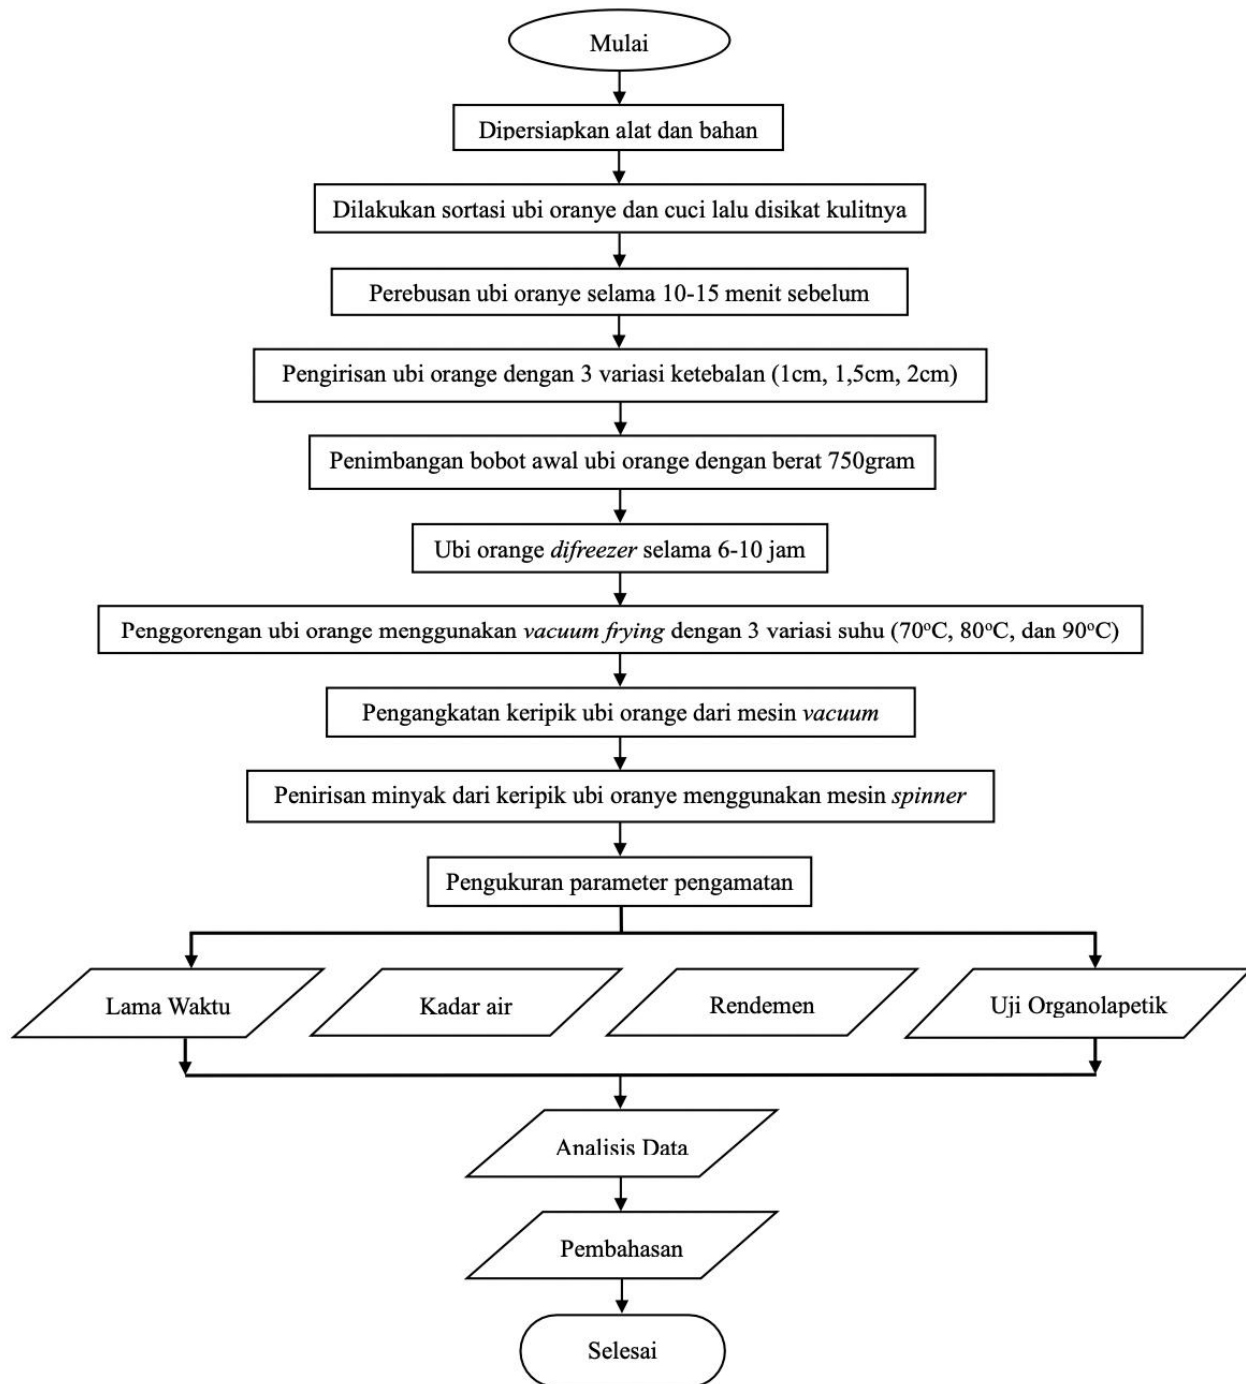 Mulai
Dipersiapkan alat dan bahan
Dilakukan sortasi ubi oranye dan cuci lalu disikat kulitnya
Perebusan ubi oranye selama 10-15 menit sebelum
Pengirisan ubi orange dengan 3 variasi ketebalan (1cm, 1,5cm, 2cm)
Penimbangan bobot awal ubi orange dengan berat 750gram
Ubi orange difreezer selama 6-10 jam
Penggorengan ubi orange menggunakan vacuum frying dengan 3 variasi suhu (70°C, 80°C, dan 90°C)
Pengangkatan keripik ubi orange dari mesin vacuum
Penirisan minyak dari keripik ubi oranye menggunakan mesin spinner
Pengukuran parameter pengamatan
Lama Waktu
Kadar air
Rendemen
Uji Organolapetik
Analisis Data
Pembahasan
Selesai